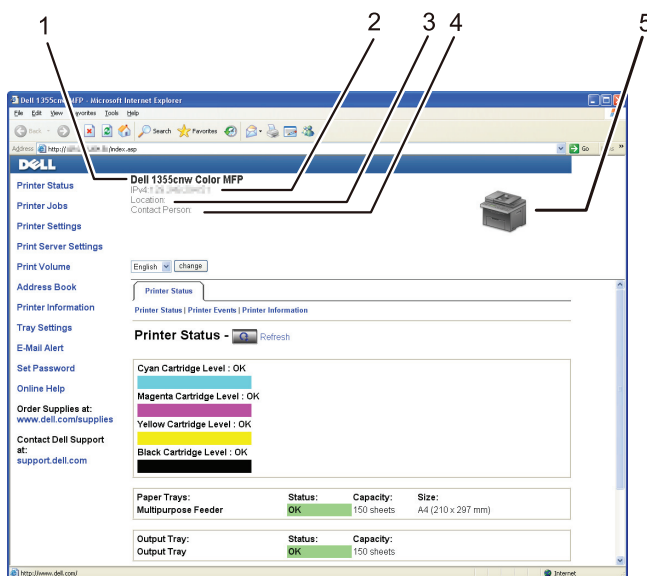 1
2
3
4
5
Dell 1355cnw MFP - Microsoft Internet Explorer
File Edit View Favorites Tools Help
Back Search Favorites
Address http:// /index.asp Go
DELL
Printer Status
Printer Jobs
Printer Settings
Print Server Settings
Print Volume
Address Book
Printer Information
Tray Settings
E-Mail Alert
Set Password
Online Help
Order Supplies at:
www.dell.com/supplies
Contact Dell Support
at:
support.dell.com
Dell 1355cnw Color MFP
IPv4:
Location:
Contact Person:
English change
Printer Status
Printer Status | Printer Events | Printer Information
Printer Status - Refresh
Cyan Cartridge Level : OK
Magenta Cartridge Level : OK
Yellow Cartridge Level : OK
Black Cartridge Level : OK
Paper Trays: Status: Capacity: Size:
Multipurpose Feeder OK 150 sheets A4 (210 x 297 mm)
Output Tray: Status: Capacity:
Output Tray OK 150 sheets
http://www.dell.com/ Internet